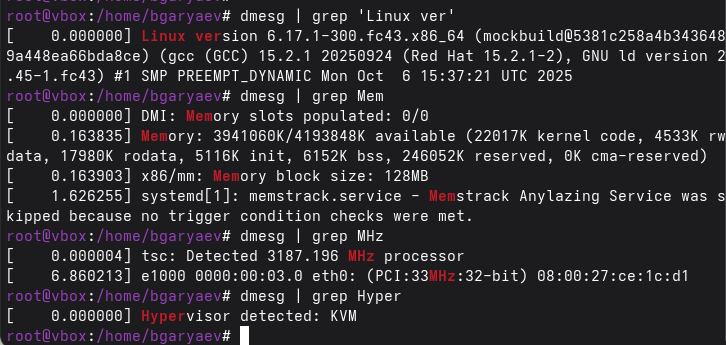 root@vbox:/home/bgaryaev# dmesg | grep 'Linux ver'
[    0.000000] Linux version 6.17.1-300.fc43.x86_64 (mockbuild@5381c258a4b343648
9a448ea66bda8ce) (gcc (GCC) 15.2.1 20250924 (Red Hat 15.2.1-2), GNU ld version 2
.45-1.fc43) #1 SMP PREEMPT_DYNAMIC Mon Oct  6 15:37:21 UTC 2025
root@vbox:/home/bgaryaev# dmesg | grep Mem
[    0.000000] DMI: Memory slots populated: 0/0
[    0.163835] Memory: 3941060K/4193848K available (22017K kernel code, 4533K rw
data, 17980K rodata, 5116K init, 6152K bss, 246052K reserved, 0K cma-reserved)
[    0.163903] x86/mm: Memory block size: 128MB
[    1.626255] systemd[1]: memstrack.service - Memstrack Anylazing Service was s
kipped because no trigger condition checks were met.
root@vbox:/home/bgaryaev# dmesg | grep MHz
[    0.000004] tsc: Detected 3187.196 MHz processor
[    6.860213] e1000 0000:00:03.0 eth0: (PCI:33MHz:32-bit) 08:00:27:ce:1c:d1
root@vbox:/home/bgaryaev# dmesg | grep Hyper
[    0.000000] Hypervisor detected: KVM
root@vbox:/home/bgaryaev#